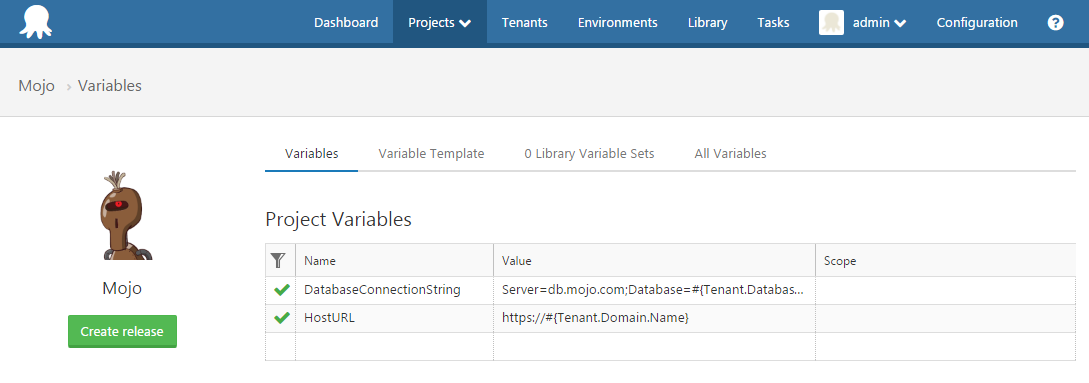 Dashboard Projects Tenants Environments Library Tasks admin Configuration ?
Mojo › Variables
Variables Variable Template 0 Library Variable Sets All Variables
Project Variables
Name Value Scope
DatabaseConnectionString Server=db.mojo.com;Database=#{Tenant.Databas...
HostURL https://#{Tenant.Domain.Name}
Mojo
Create release